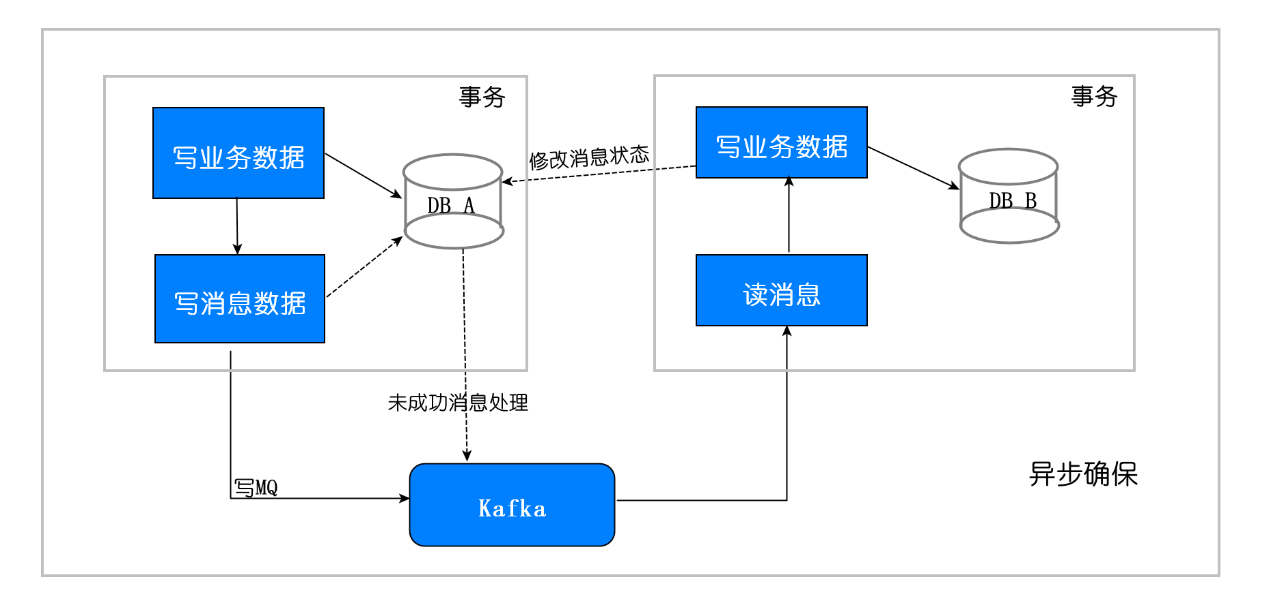 事务
事务
写业务数据
写业务数据
修改消息状态
DB A
DB B
写消息数据
读消息
未成功消息处理
异步确保
写MQ
Kafka